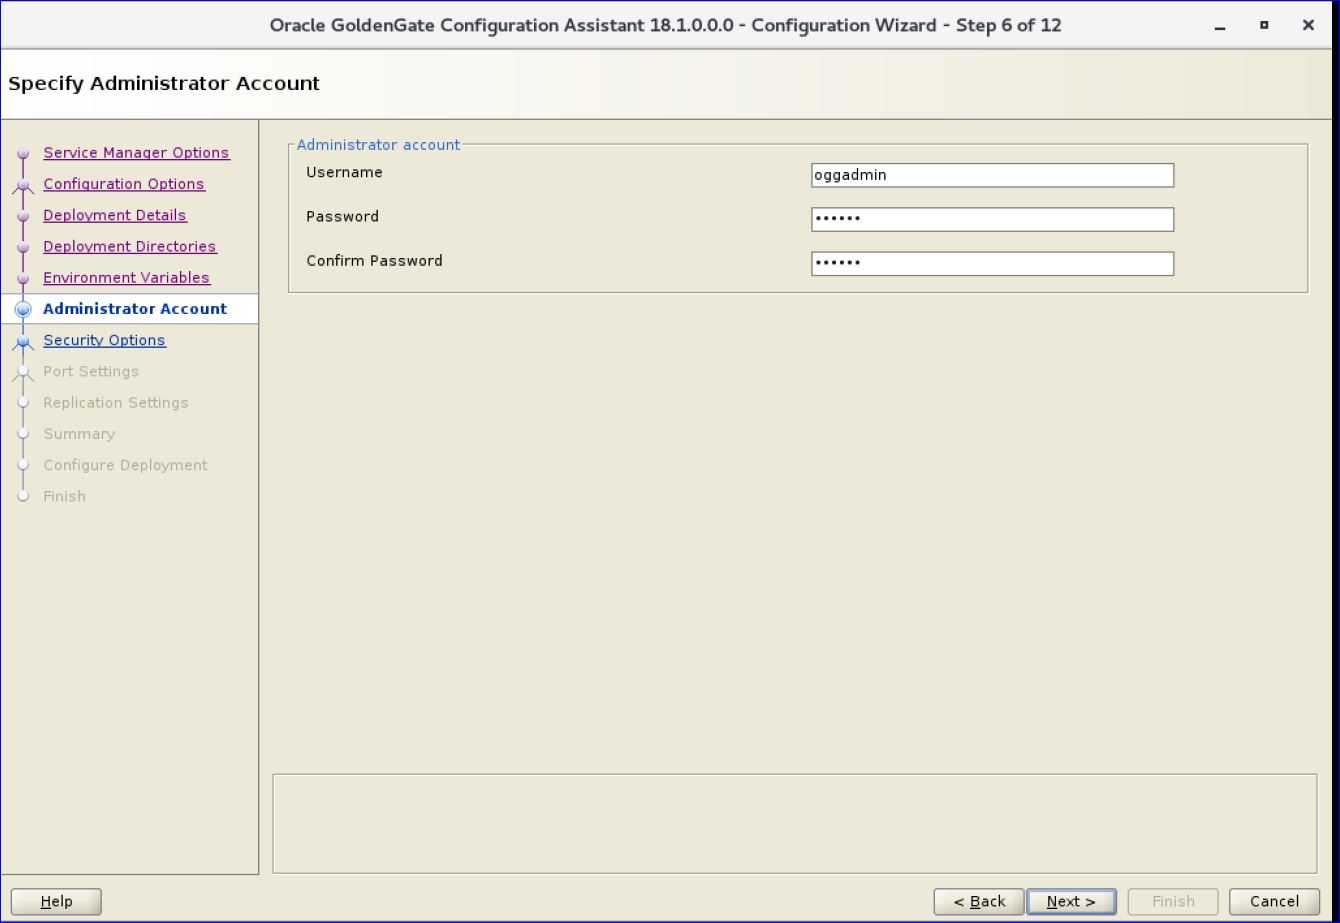 Oracle GoldenGate Configuration Assistant 18.1.0.0.0 - Configuration Wizard - Step 6 of 12
Specify Administrator Account
Service Manager Options
Configuration Options
Deployment Details
Deployment Directories
Environment Variables
Administrator Account
Security Options
Port Settings
Replication Settings
Summary
Configure Deployment
Finish
Administrator account
Username oggadmin
Password ••••••
Confirm Password ••••••
Help < Back Next > Finish Cancel